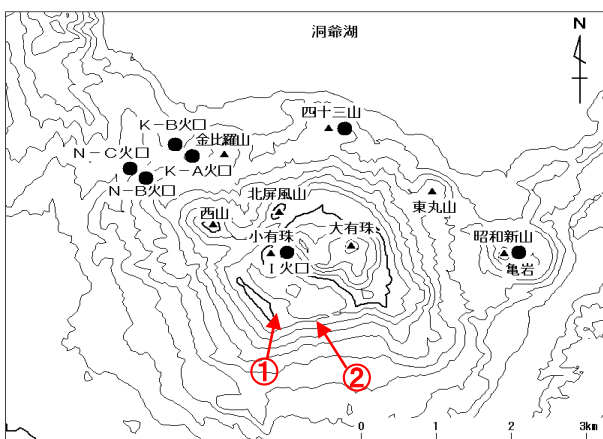 洞爺湖
N
K-B火口
四十三山
金比羅山
N-C火口
K-A火口
N-B火口
北屏風山
東丸山
西山
小有珠
大有珠
昭和新山
I火口
亀岩
①
②
0 1 2 3km